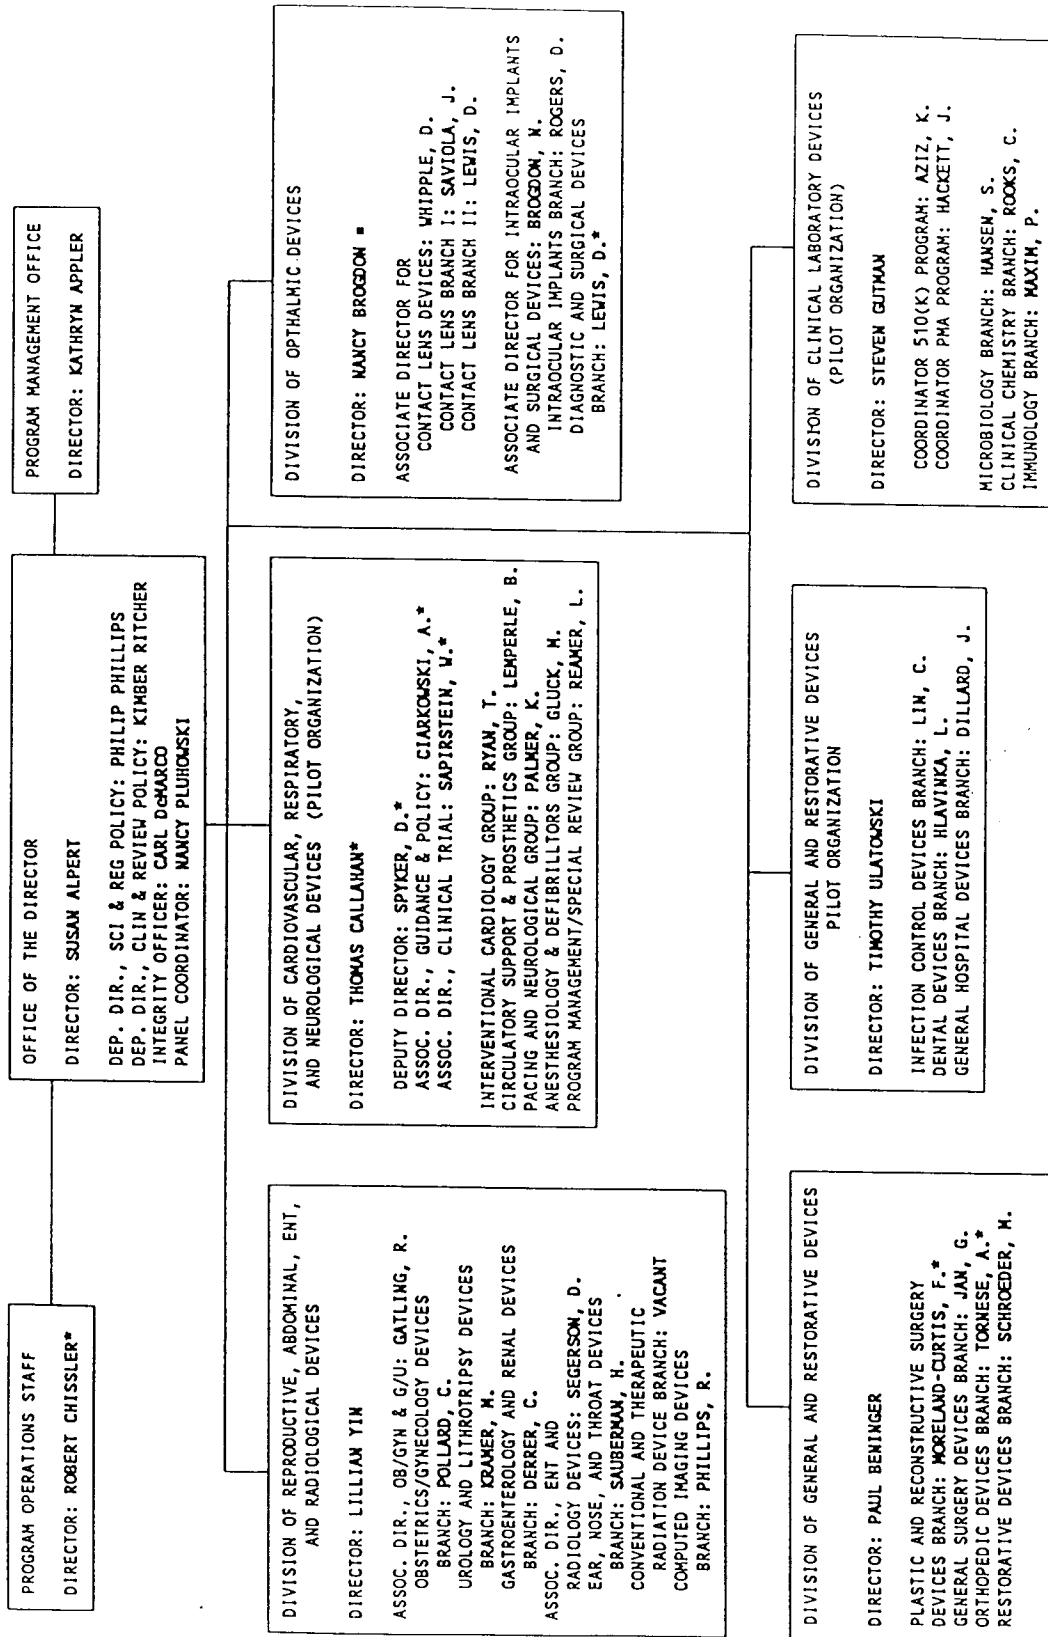 PROGRAM OPERATIONS STAFF
DIRECTOR: ROBERT CHISSLER*
OFFICE OF THE DIRECTOR
DIRECTOR: SUSAN ALPERT
DEP. DIR., SCI & REG POLICY: PHILIP PHILLIPS
DEP. DIR., CLIN & REVIEW POLICY: KIMBER RITCHER
INTEGRITY OFFICER: CARL DeMARCO
PANEL COORDINATOR: NANCY PLUHOWSKI
PROGRAM MANAGEMENT OFFICE
DIRECTOR: KATHRYN APPLER
DIVISION OF REPRODUCTIVE, ABDOMINAL, ENT,
AND RADIOLOGICAL DEVICES
DIRECTOR: LILLIAN YIN
ASSOC. DIR., OB/GYN & G/U: GATLING, R.
OBSTETRICS/GYNECOLOGY DEVICES
BRANCH: POLLARD, C.
UROLOGY AND LITHROTRIPSY DEVICES
BRANCH: KRAMER, M.
GASTROENTEROLOGY AND RENAL DEVICES
BRANCH: DERRER, C.
ASSOC. DIR., ENT AND
RADIOLOGY DEVICES: SEGERSON, D.
EAR, NOSE, AND THROAT DEVICES
BRANCH: SAUBERMAN, H.
CONVENTIONAL AND THERAPEUTIC
RADIATION DEVICE BRANCH: VACANT
COMPUTED IMAGING DEVICES
BRANCH: PHILLIPS, R.
DIVISION OF CARDIOVASCULAR, RESPIRATORY,
AND NEUROLOGICAL DEVICES (PILOT ORGANIZATION)
DIRECTOR: THOMAS CALLAHAN*
DEPUTY DIRECTOR: SPYKER, D.*
ASSOC. DIR., GUIDANCE & POLICY: CIARKOWSKI, A.*
ASSOC. DIR., CLINICAL TRIAL: SAPIRSTEIN, W.*
INTERVENTIONAL CARDIOLOGY GROUP: RYAN, T.
CIRCULATORY SUPPORT & PROSTHETICS GROUP: LEMPERLE, B.
PACING AND NEUROLOGICAL GROUP: PALMER, K.
ANESTHESIOLOGY & DEFIBRILLTORS GROUP: GLUCK, M.
PROGRAM MANAGEMENT/SPECIAL REVIEW GROUP: REAMER, L.
DIVISION OF OPTHALMIC DEVICES
DIRECTOR: NANCY BROGDON *
ASSOCIATE DIRECTOR FOR
CONTACT LENS DEVICES: WHIPPLE, D.
CONTACT LENS BRANCH I: SAVIOLA, J.
CONTACT LENS BRANCH II: LEWIS, D.
ASSOCIATE DIRECTOR FOR INTRAOCULAR IMPLANTS
AND SURGICAL DEVICES: BROGDON, N.
INTRAOCULAR IMPLANTS BRANCH: ROGERS, D.
DIAGNOSTIC AND SURGICAL DEVICES
BRANCH: LEWIS, D.*
DIVISION OF GENERAL AND RESTORATIVE DEVICES
DIRECTOR: PAUL BENINGER
PLASTIC AND RECONSTRUCTIVE SURGERY
DEVICES BRANCH: MORELAND-CURTIS, F.*
GENERAL SURGERY DEVICES BRANCH: JAN, G.
ORTHOPEDIC DEVICES BRANCH: TORNESE, A.*
RESTORATIVE DEVICES BRANCH: SCHROEDER, M.
DIVISION OF GENERAL AND RESTORATIVE DEVICES
PILOT ORGANIZATION
DIRECTOR: TIMOTHY ULATOWSKI
INFECTION CONTROL DEVICES BRANCH: LIN, C.
DENTAL DEVICES BRANCH: HLAVINKA, L.
GENERAL HOSPITAL DEVICES BRANCH: DILLARD, J.
DIVISION OF CLINICAL LABORATORY DEVICES
(PILOT ORGANIZATION)
DIRECTOR: STEVEN GUTMAN
COORDINATOR 510(K) PROGRAM: AZIZ, K.
COORDINATOR PMA PROGRAM: HACKETT, J.
MICROBIOLOGY BRANCH: HANSEN, S.
CLINICAL CHEMISTRY BRANCH: ROOKS, C.
IMMUNOLOGY BRANCH: MAXIM, P.